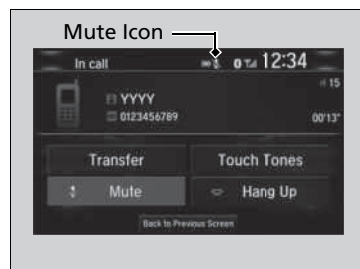 Mute Icon
In call 12:34
15
YYYY
0123456789 00'13"
Transfer Touch Tones
Mute Hang Up
Back to Previous Screen